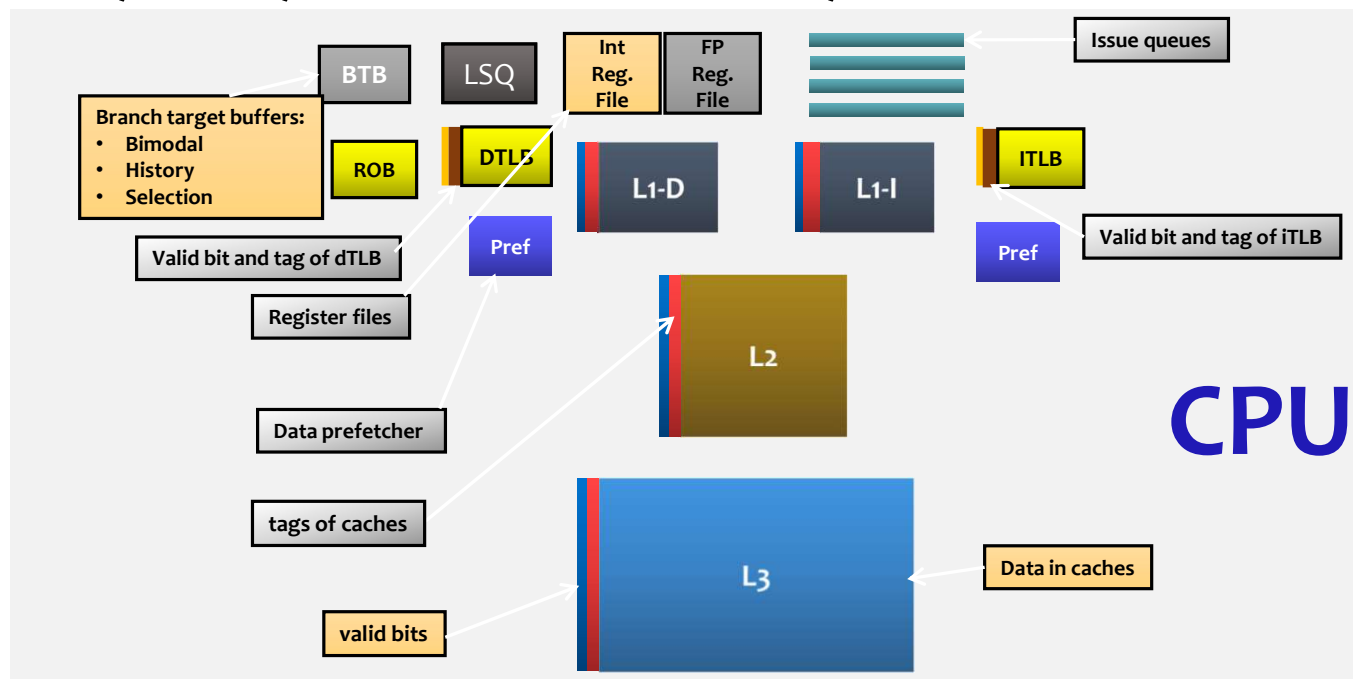 BTB
LSQ
Int
Reg.
File
FP
Reg.
File
Issue queues
Branch target buffers:
• Bimodal
• History
• Selection
ROB
DTLB
L1-D
L1-I
ITLB
Valid bit and tag of dTLB
Pref
Pref
Valid bit and tag of iTLB
Register files
L2
CPU
Data prefetcher
tags of caches
L3
Data in caches
valid bits